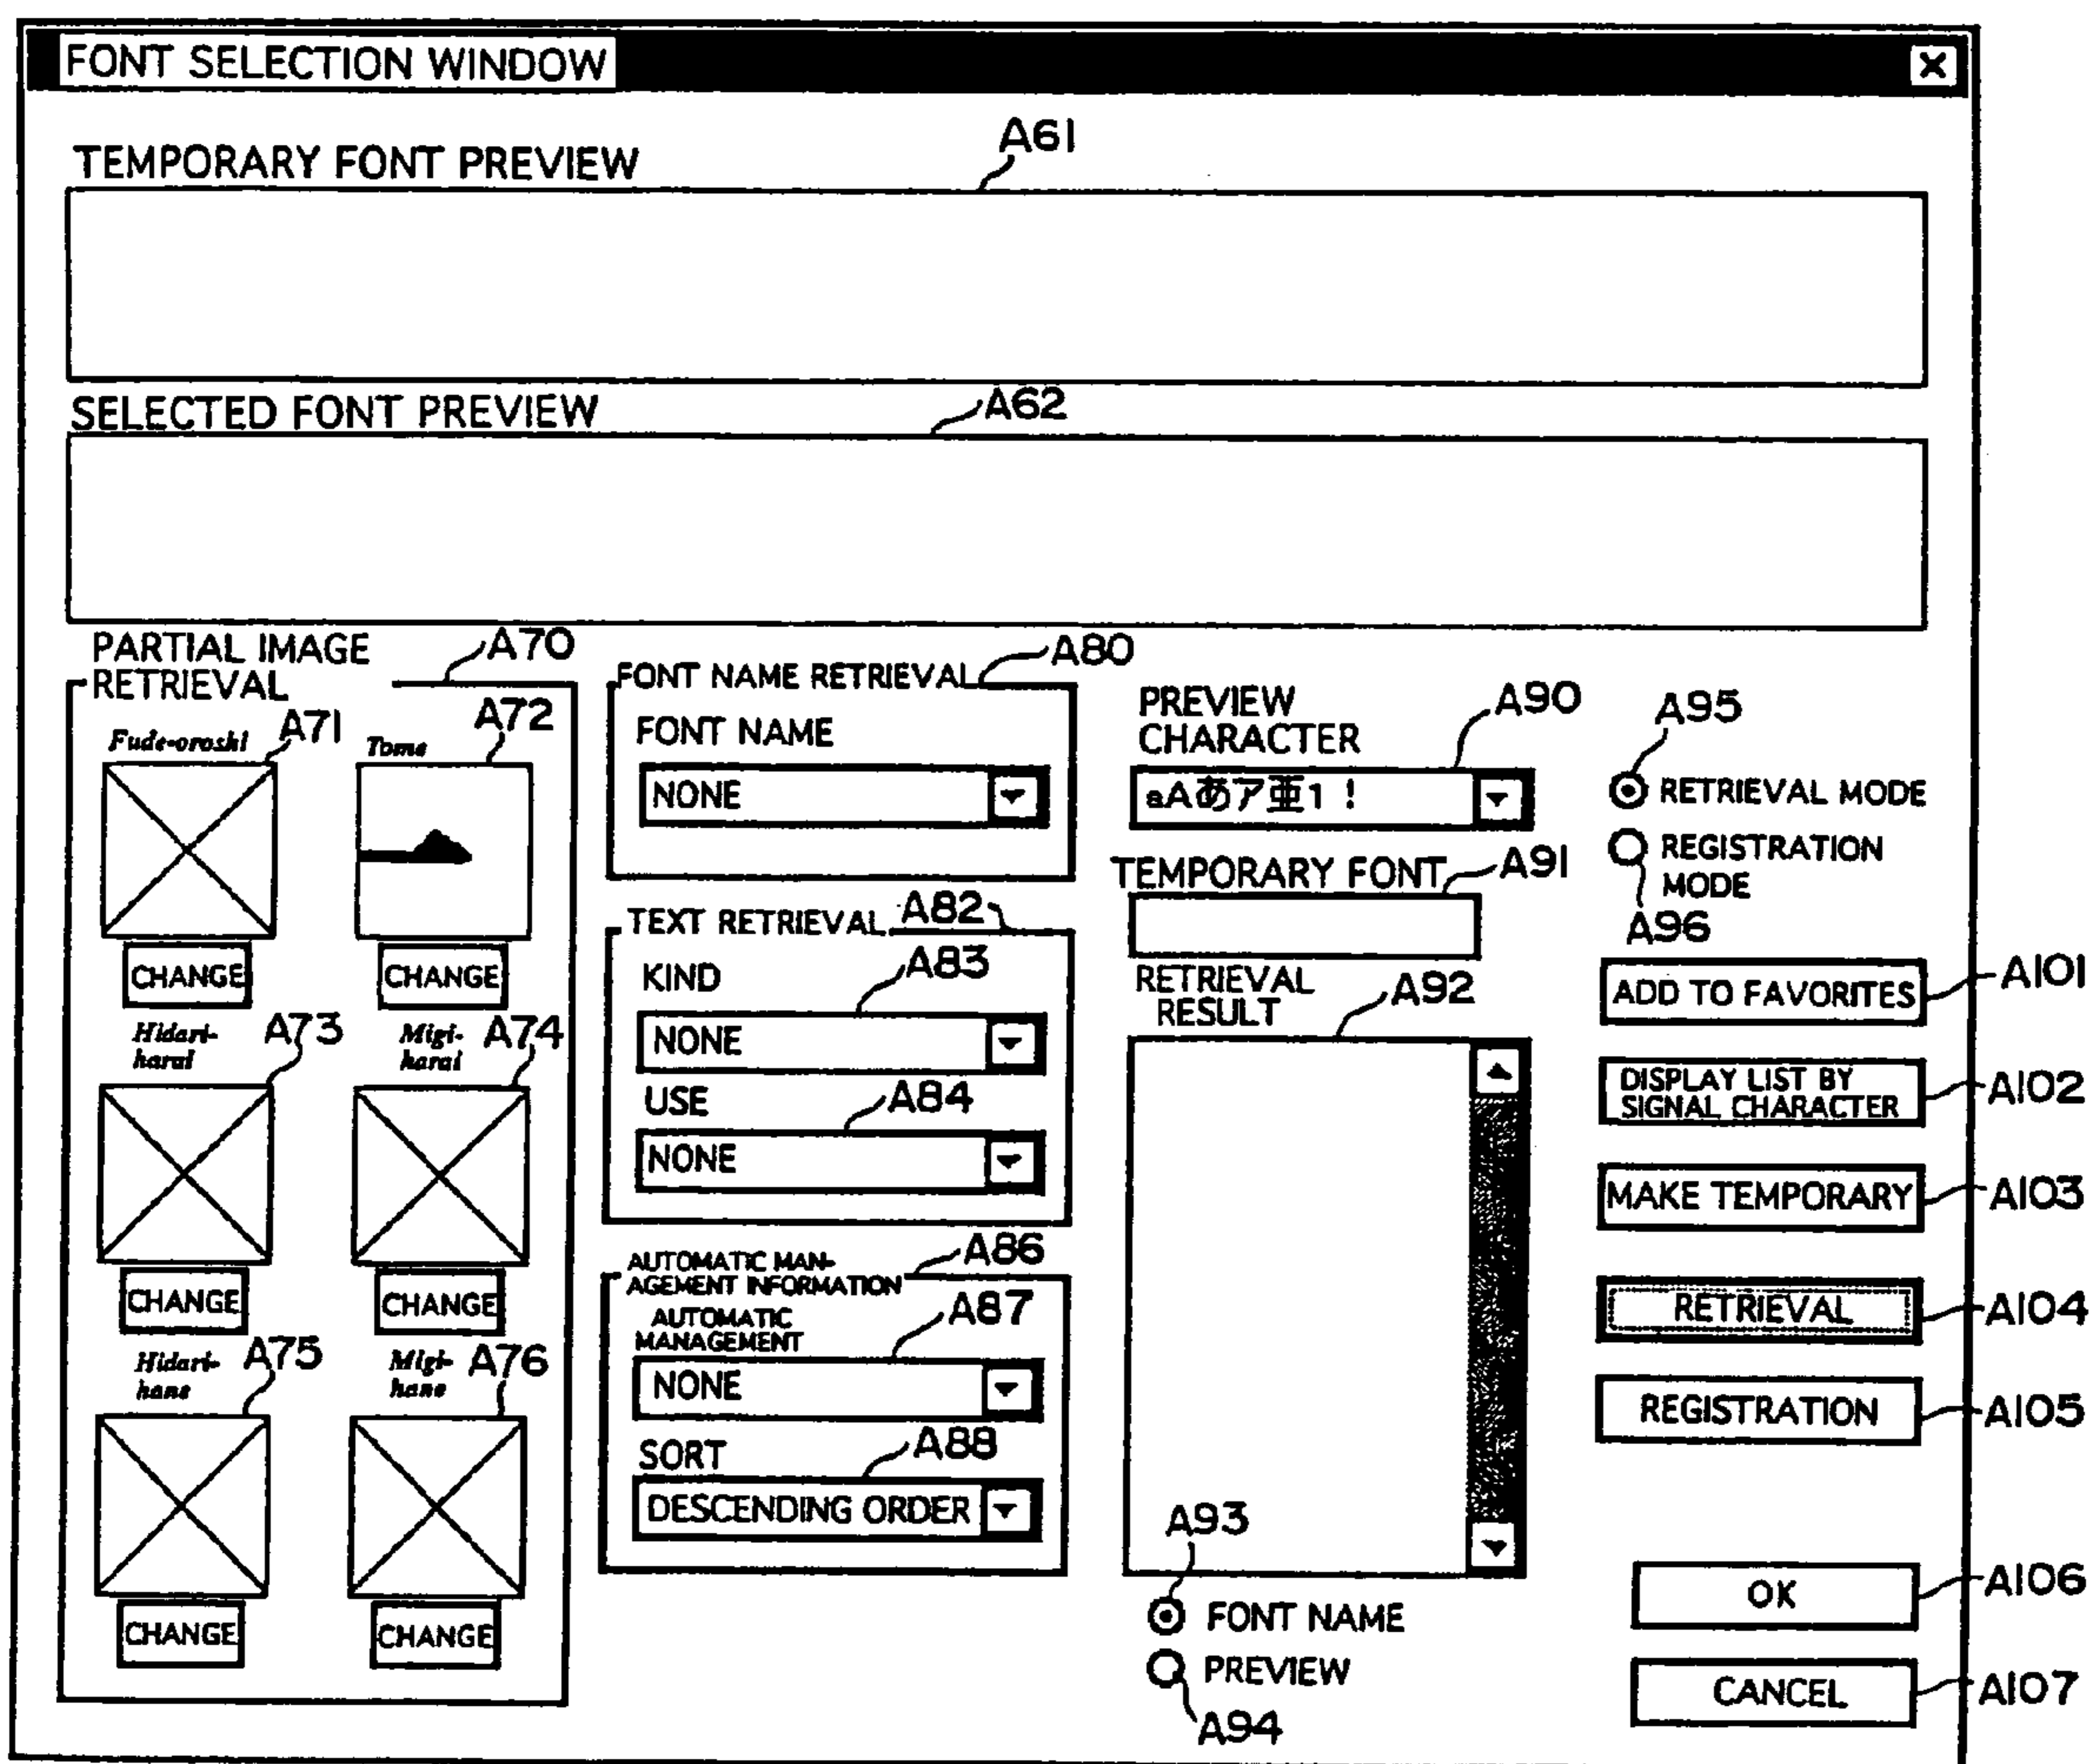 FONT SELECTION WINDOW
TEMPORARY FONT PREVIEW
A61
SELECTED FONT PREVIEW
A62
PARTIAL IMAGE
RETRIEVAL
A70
Fude-oroshi
A71
Tome
A72
CHANGE
CHANGE
Hidari-
harai
A73
Migi-
harai
A74
CHANGE
CHANGE
Hidari-
hane
A75
Migi-
hane
A76
CHANGE
CHANGE
FONT NAME RETRIEVAL
A80
FONT NAME
NONE
TEXT RETRIEVAL
A82
KIND
A83
NONE
USE
A84
NONE
AUTOMATIC MAN-
AGEMENT INFORMATION
A86
AUTOMATIC
MANAGEMENT
A87
NONE
SORT
A88
DESCENDING ORDER
PREVIEW
CHARACTER
A90
aAあア亜1!
TEMPORARY FONT
A91
RETRIEVAL
RESULT
A92
A93
FONT NAME
PREVIEW
A94
A95
RETRIEVAL MODE
REGISTRATION
MODE
A96
ADD TO FAVORITES
A101
DISPLAY LIST BY
SIGNAL CHARACTER
A102
MAKE TEMPORARY
A103
RETRIEVAL
A104
REGISTRATION
A105
OK
A106
CANCEL
A107